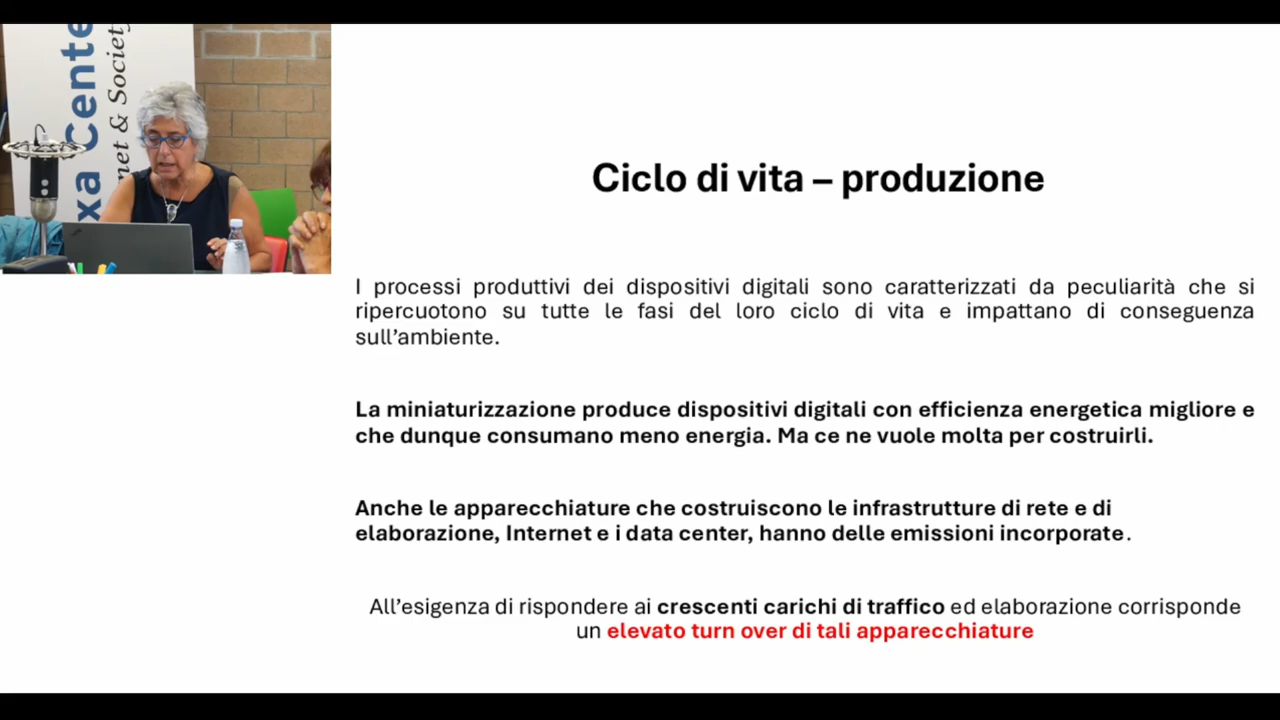 xa Cente
net & Society
Ciclo di vita – produzione
I processi produttivi dei dispositivi digitali sono caratterizzati da peculiarità che si
ripercuotono su tutte le fasi del loro ciclo di vita e impattano di conseguenza
sull’ambiente.
La miniaturizzazione produce dispositivi digitali con efficienza energetica migliore e
che dunque consumano meno energia. Ma ce ne vuole molta per costruirli.
Anche le apparecchiature che costruiscono le infrastrutture di rete e di
elaborazione, Internet e i data center, hanno delle emissioni incorporate.
All’esigenza di rispondere ai crescenti carichi di traffico ed elaborazione corrisponde
un elevato turn over di tali apparecchiature